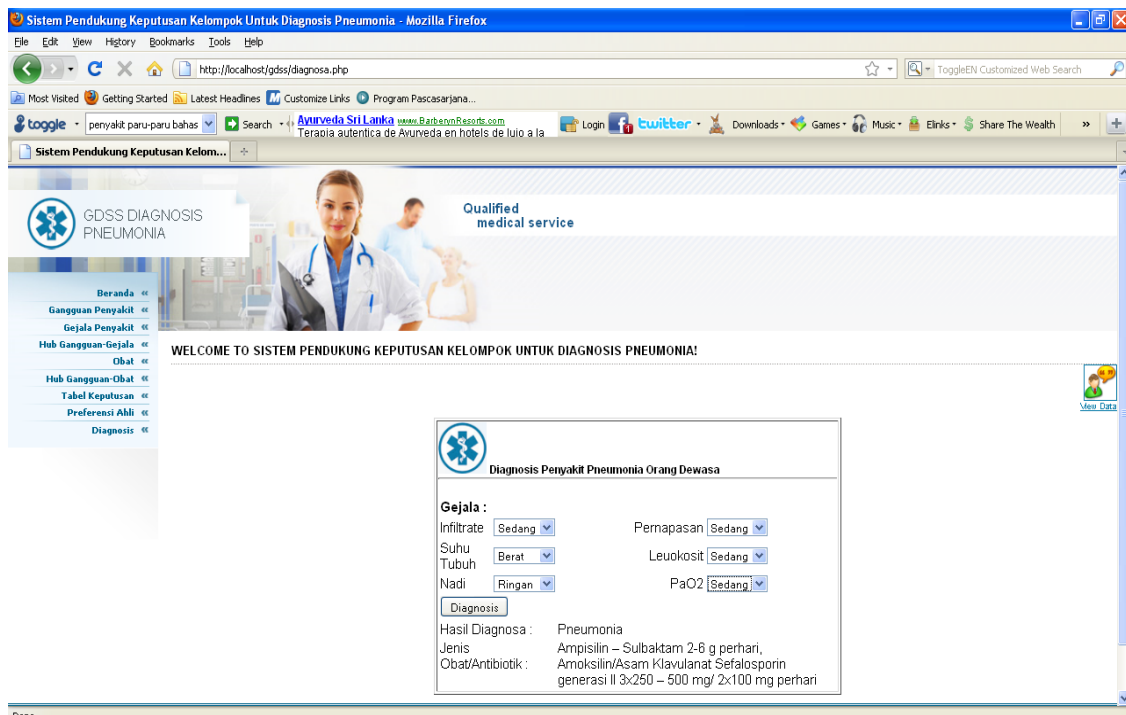 Sistem Pendukung Keputusan Kelompok Untuk Diagnosis Pneumonia - Mozilla Firefox
File Edit View History Bookmarks Tools Help
http://localhost/gdss/diagnosa.php
ToggleEN Customized Web Search
Most Visited Getting Started Latest Headlines Customize Links Program Pascasarjana...
toggle penyakit paru-paru bahas Search Ayurveda Sri Lanka www.BarberynResorts.com
Terapia autentica de Ayurveda en hotels de lujo a la
Login twitter Downloads Games Music Elinks Share The Wealth »
Sistem Pendukung Keputusan Kelom...
GDSS DIAGNOSIS
PNEUMONIA
Qualified
medical service
Beranda «
Gangguan Penyakit «
Gejala Penyakit «
Hub Gangguan-Gejala «
Obat «
Hub Gangguan-Obat «
Tabel Keputusan «
Preferensi Ahli «
Diagnosis «
WELCOME TO SISTEM PENDUKUNG KEPUTUSAN KELOMPOK UNTUK DIAGNOSIS PNEUMONIA!
View Data
Diagnosis Penyakit Pneumonia Orang Dewasa
Gejala :
Infiltrate Sedang Pernapasan Sedang
Suhu
Tubuh Berat Leuokosit Sedang
Nadi Ringan PaO2 Sedang
Diagnosis
Hasil Diagnosa : Pneumonia
Jenis
Obat/Antibiotik :
Ampisilin – Sulbaktam 2-6 g perhari,
Amoksilin/Asam Klavulanat Sefalosporin
generasi II 3x250 – 500 mg/ 2x100 mg perhari